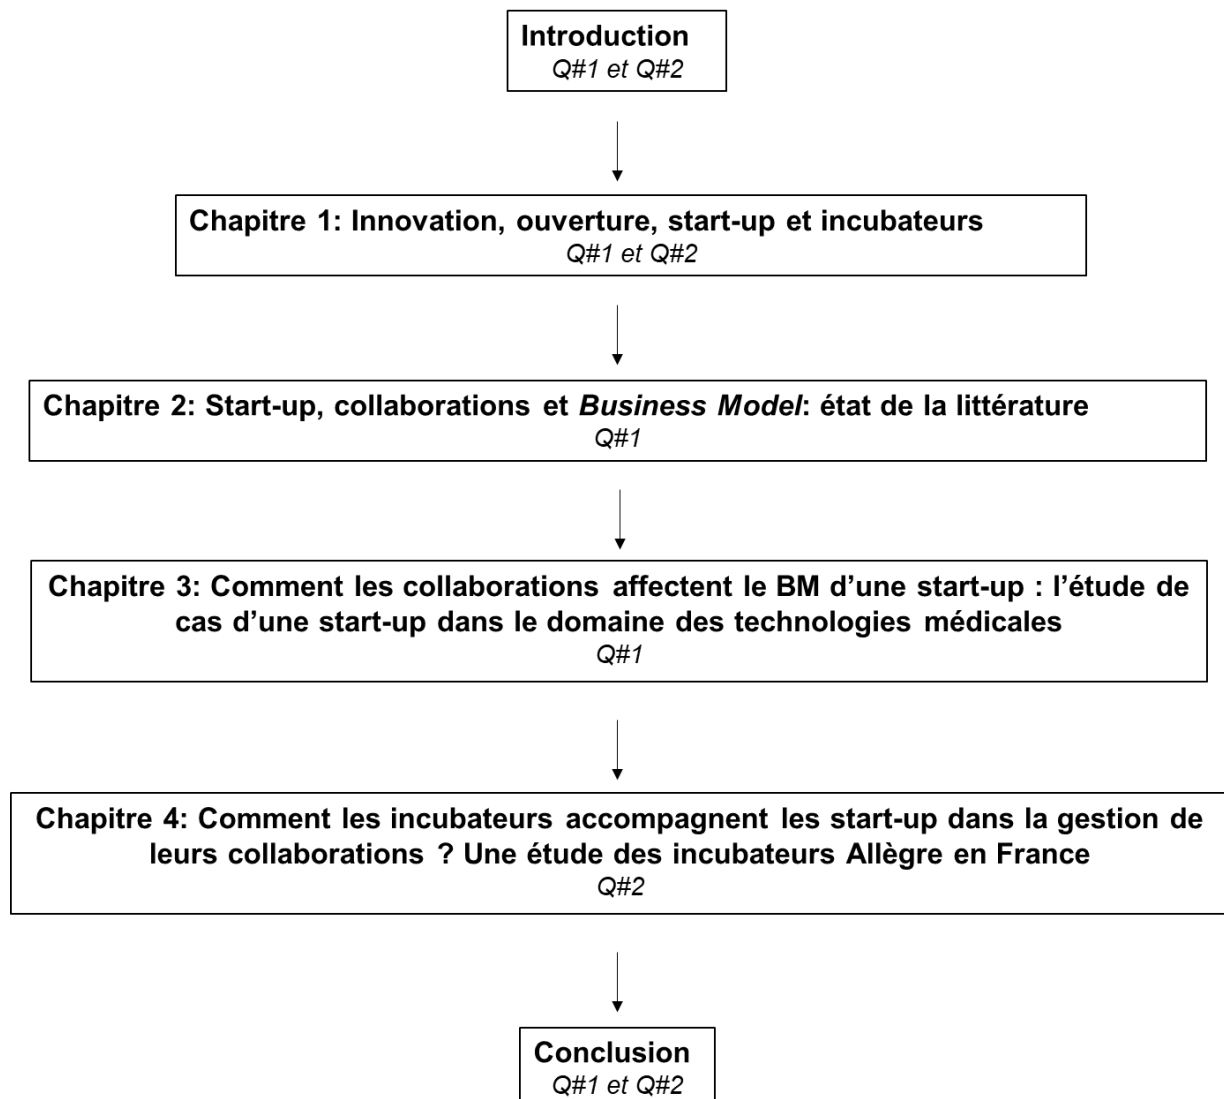 Introduction
Q#1 et Q#2
Chapitre 1: Innovation, ouverture, start-up et incubateurs
Q#1 et Q#2
Chapitre 2: Start-up, collaborations et Business Model: état de la littérature
Q#1
Chapitre 3: Comment les collaborations affectent le BM d’une start-up : l’étude de
cas d’une start-up dans le domaine des technologies médicales
Q#1
Chapitre 4: Comment les incubateurs accompagnent les start-up dans la gestion de
leurs collaborations ? Une étude des incubateurs Allègre en France
Q#2
Conclusion
Q#1 et Q#2